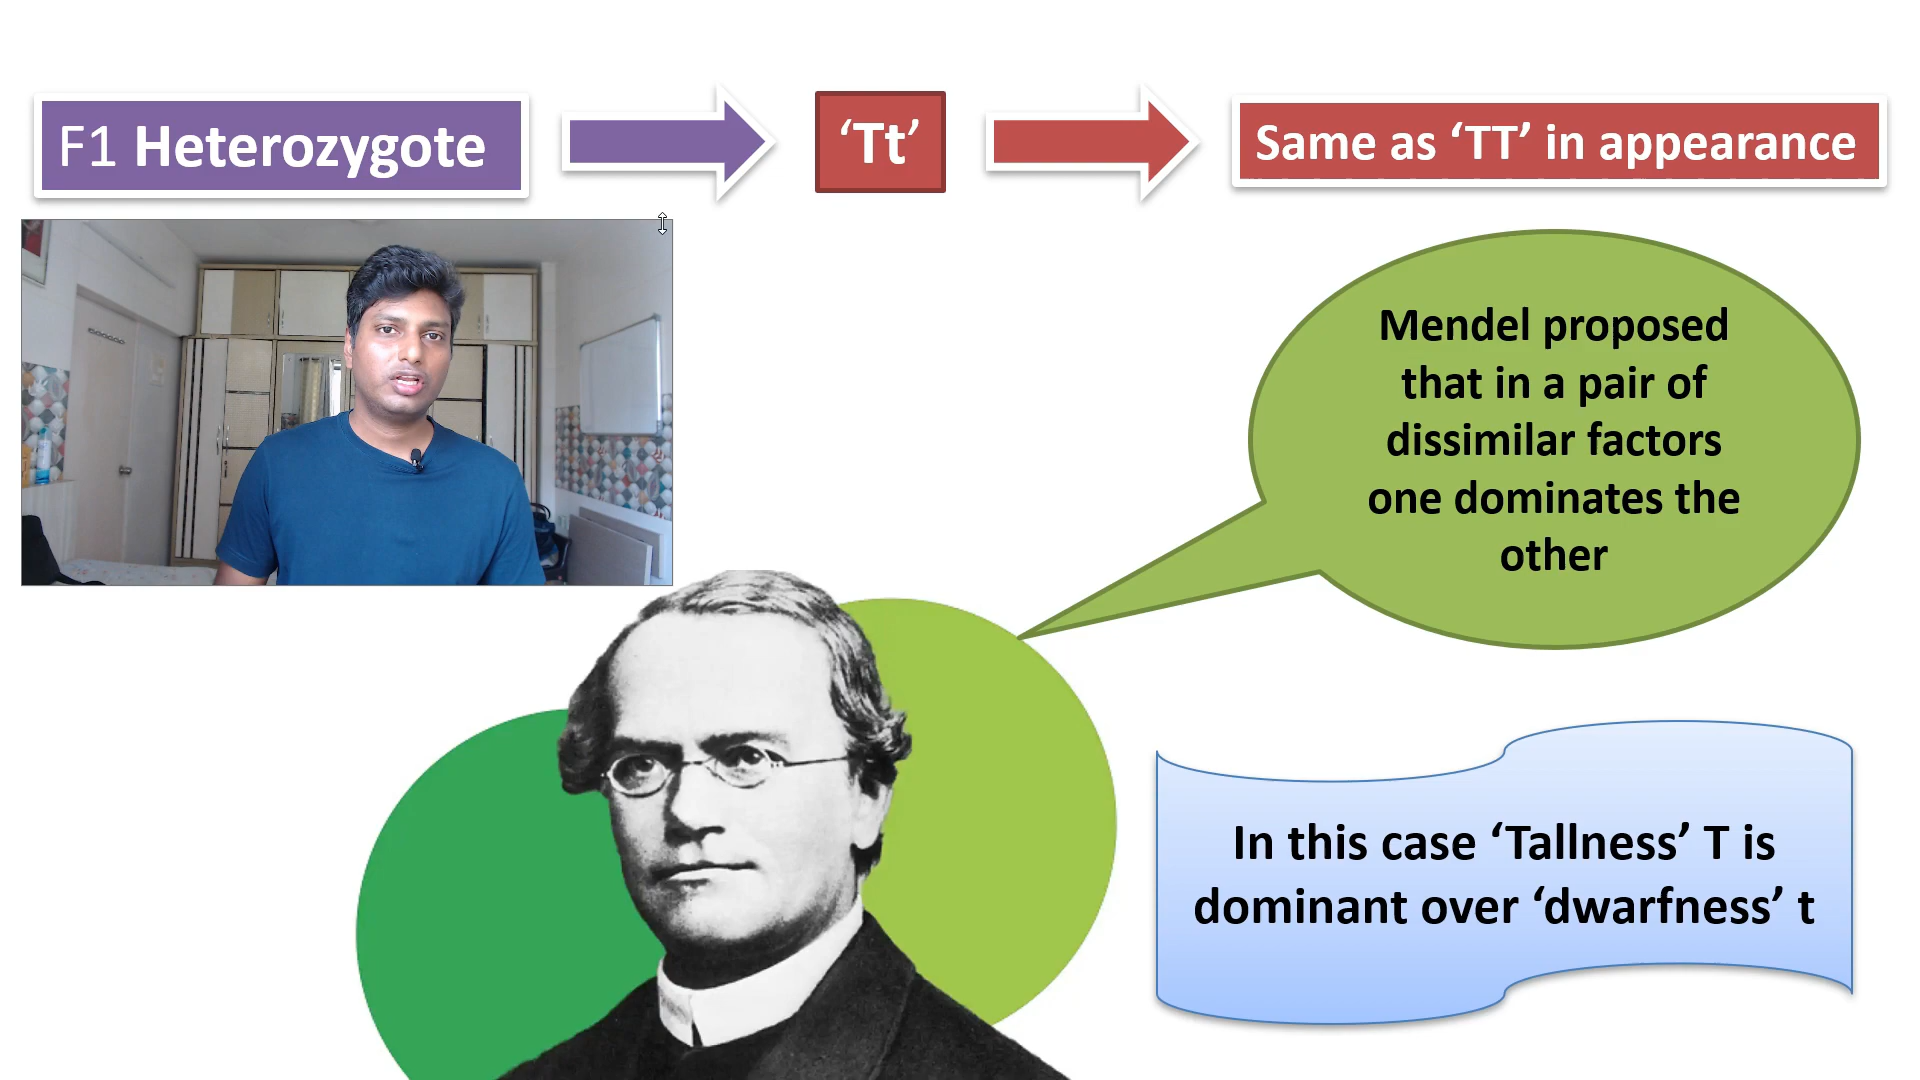 F1 Heterozygote
‘Tt’
Same as ‘TT’ in appearance
Mendel proposed
that in a pair of
dissimilar factors
one dominates the
other
In this case ‘Tallness’ T is
dominant over ‘dwarfness’ t